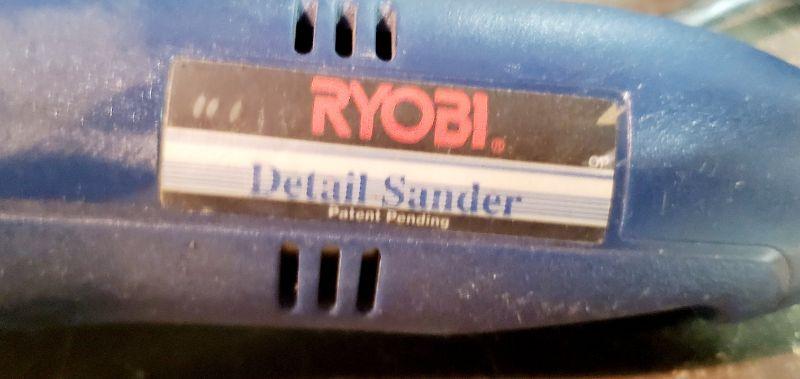 RYOBI®
Detail Sander
Patent Pending